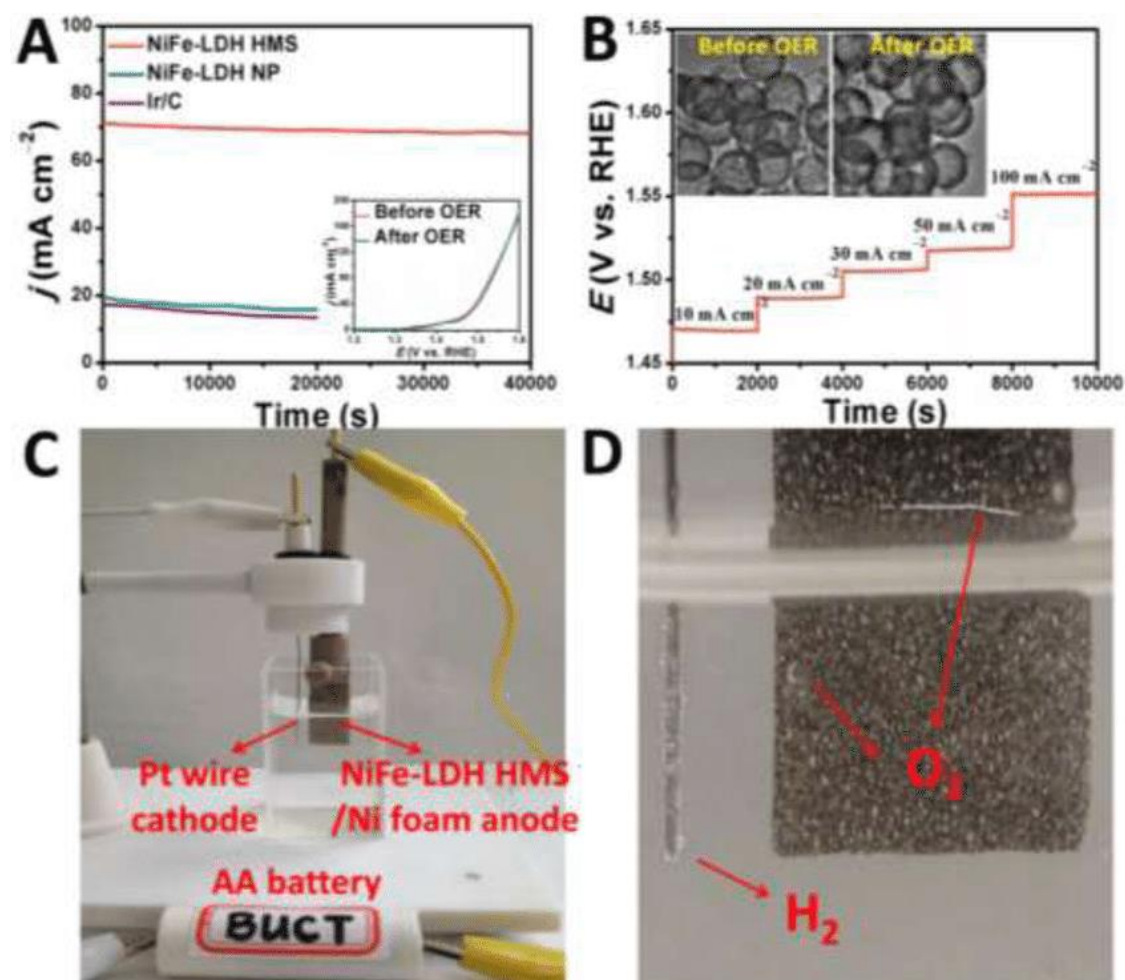 A
NiFe-LDH HMS
NiFe-LDH NP
Ir/C
j (mA cm⁻²)
100
80
60
40
20
0
0
10000
20000
30000
40000
Time (s)
Before OER
After OER
E (V vs. RHE)
B
Before OER
After OER
E (V vs. RHE)
1.65
1.60
1.55
1.50
1.45
10 mA cm⁻²
20 mA cm⁻²
30 mA cm⁻²
50 mA cm⁻²
100 mA cm⁻²
0
2000
4000
6000
8000
10000
Time (s)
C
Pt wire
cathode
NiFe-LDH HMS
/Ni foam anode
AA battery
BUCT
D
O₂
H₂